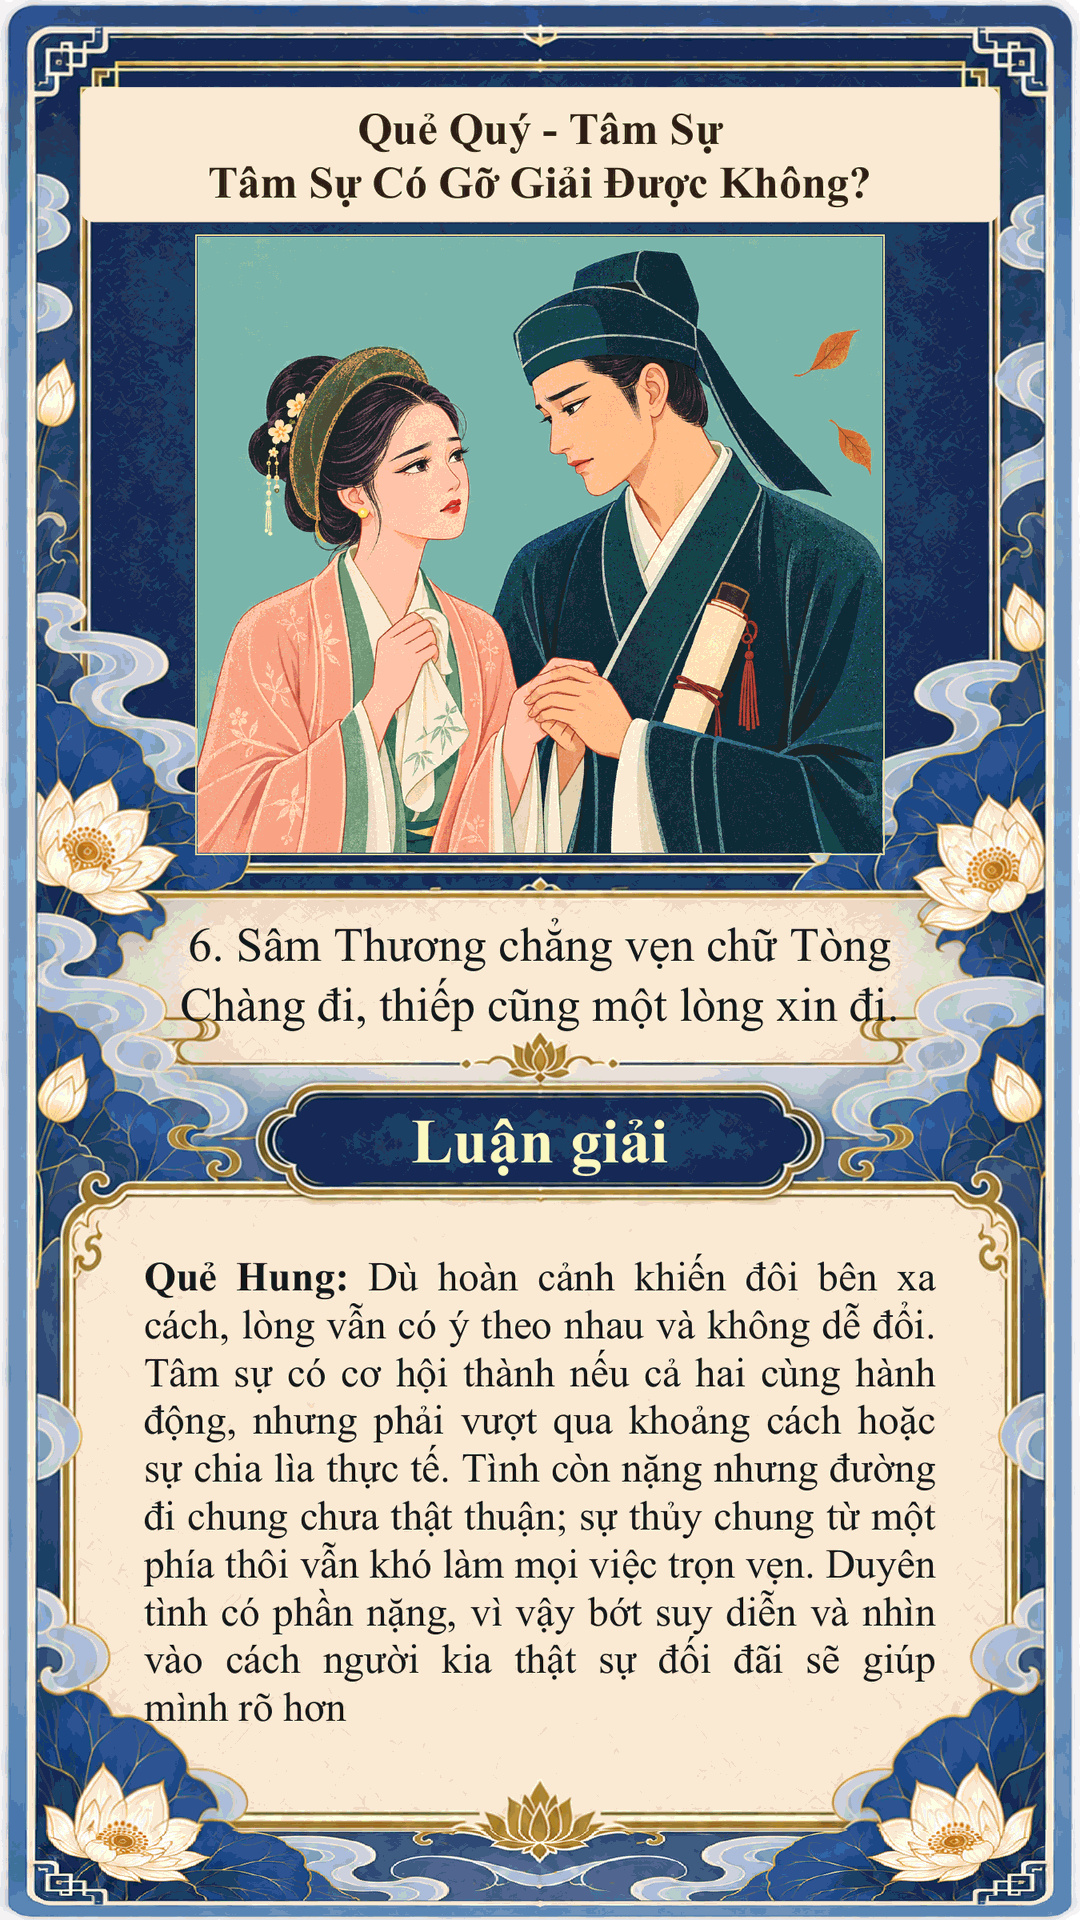 Quẻ Quý - Tâm Sự
Tâm Sự Có Gỡ Giải Được Không?
6. Sâm Thương chẳng vẹn chữ Tòng
Chàng đi, thiếp cũng một lòng xin đi.
Luận giải
Quẻ Hung: Dù hoàn cảnh khiến đôi bên xa
cách, lòng vẫn có ý theo nhau và không dễ đổi.
Tâm sự có cơ hội thành nếu cả hai cùng hành
động, nhưng phải vượt qua khoảng cách hoặc
sự chia lìa thực tế. Tình còn nặng nhưng đường
đi chung chưa thật thuận; sự thủy chung từ một
phía thôi vẫn khó làm mọi việc trọn vẹn. Duyên
tình có phần nặng, vì vậy bớt suy diễn và nhìn
vào cách người kia thật sự đối đãi sẽ giúp
mình rõ hơn